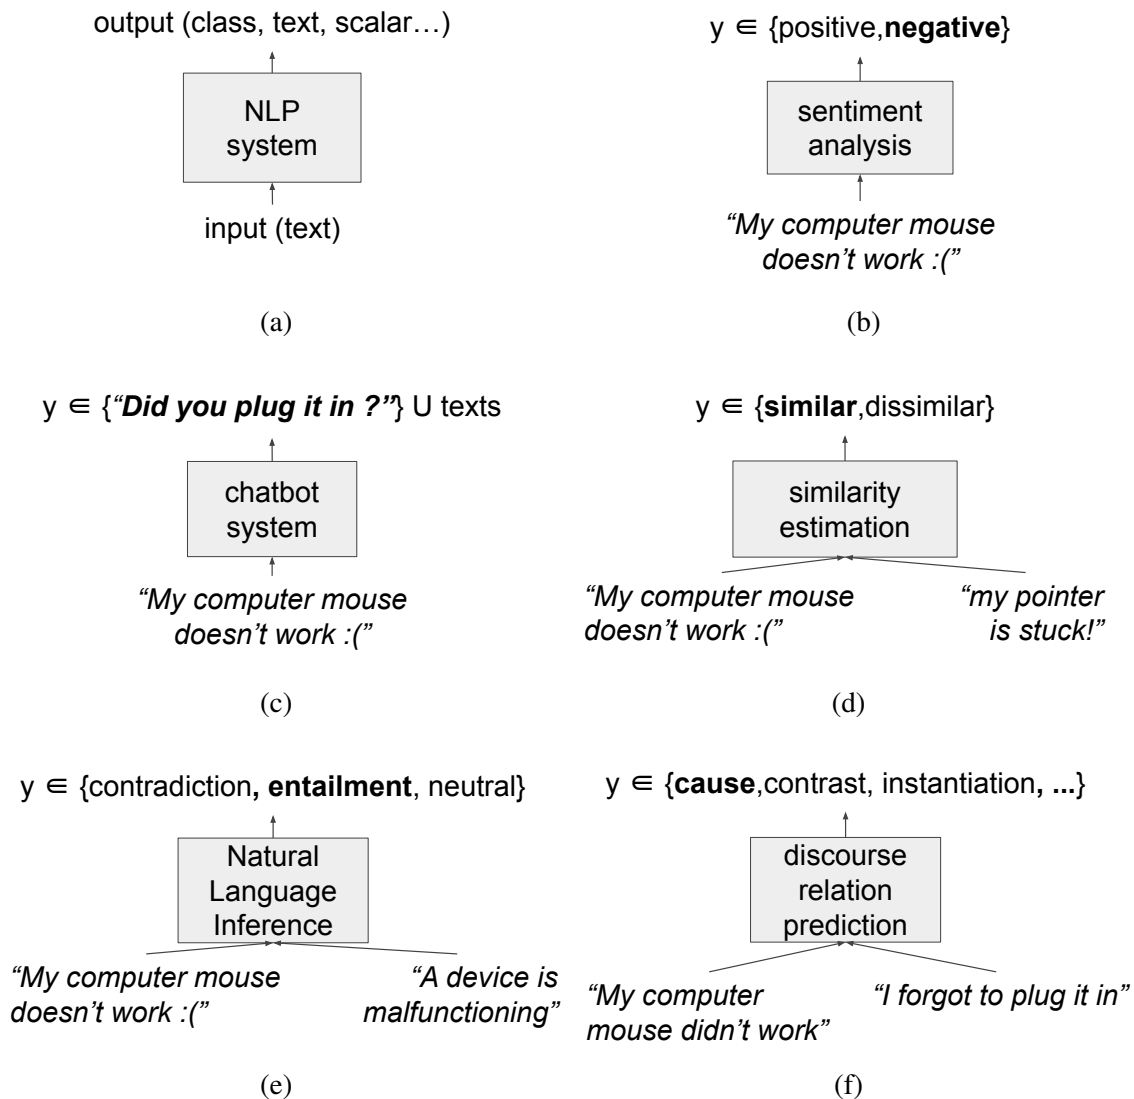 output (class, text, scalar…)
NLP
system
input (text)
(a)
y ∈ {positive,negative}
sentiment
analysis
“My computer mouse
doesn’t work :(”
(b)
y ∈ {“Did you plug it in ?”} U texts
chatbot
system
“My computer mouse
doesn’t work :(”
(c)
y ∈ {similar,dissimilar}
similarity
estimation
“My computer mouse
doesn’t work :(”
“my pointer
is stuck!”
(d)
y ∈ {contradiction, entailment, neutral}
Natural
Language
Inference
“My computer mouse
doesn’t work :(”
“A device is
malfunctioning”
(e)
y ∈ {cause,contrast, instantiation, ...}
discourse
relation
prediction
“My computer
mouse didn’t work”
“I forgot to plug it in”
(f)